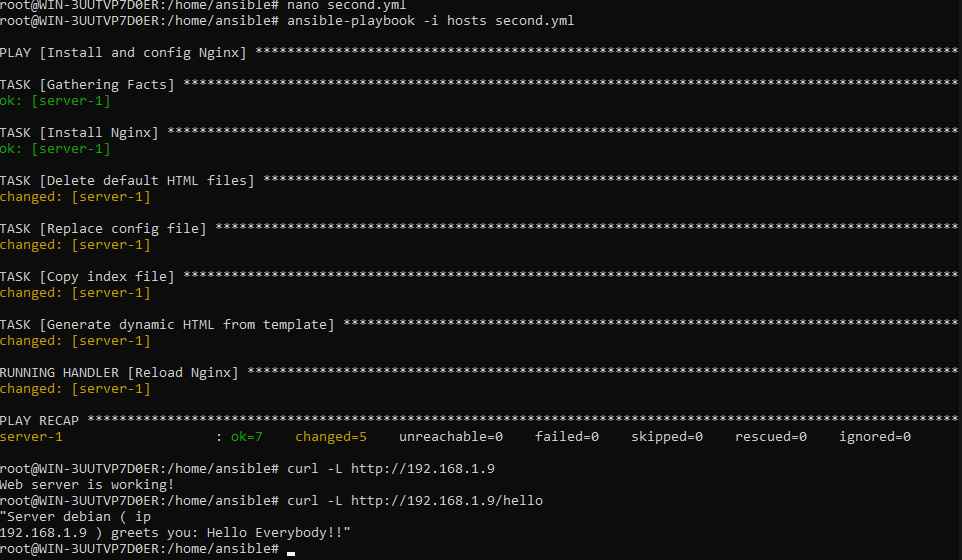 root@WIN-3UUTVP7D0ER:/home/ansible# nano second.yml
root@WIN-3UUTVP7D0ER:/home/ansible# ansible-playbook -i hosts second.yml
PLAY [Install and config Nginx] ****************************************************************************************
TASK [Gathering Facts] *************************************************************************************************
ok: [server-1]
TASK [Install Nginx] ***************************************************************************************************
ok: [server-1]
TASK [Delete default HTML files] ***************************************************************************************
changed: [server-1]
TASK [Replace config file] *********************************************************************************************
changed: [server-1]
TASK [Copy index file] *************************************************************************************************
changed: [server-1]
TASK [Generate dynamic HTML from template] *****************************************************************************
changed: [server-1]
RUNNING HANDLER [Reload Nginx] *****************************************************************************************
changed: [server-1]
PLAY RECAP *************************************************************************************************************
server-1                   : ok=7    changed=5    unreachable=0    failed=0    skipped=0    rescued=0    ignored=0
root@WIN-3UUTVP7D0ER:/home/ansible# curl -L http://192.168.1.9
Web server is working!
root@WIN-3UUTVP7D0ER:/home/ansible# curl -L http://192.168.1.9/hello
"Server debian ( ip
192.168.1.9 ) greets you: Hello Everybody!!"
root@WIN-3UUTVP7D0ER:/home/ansible#